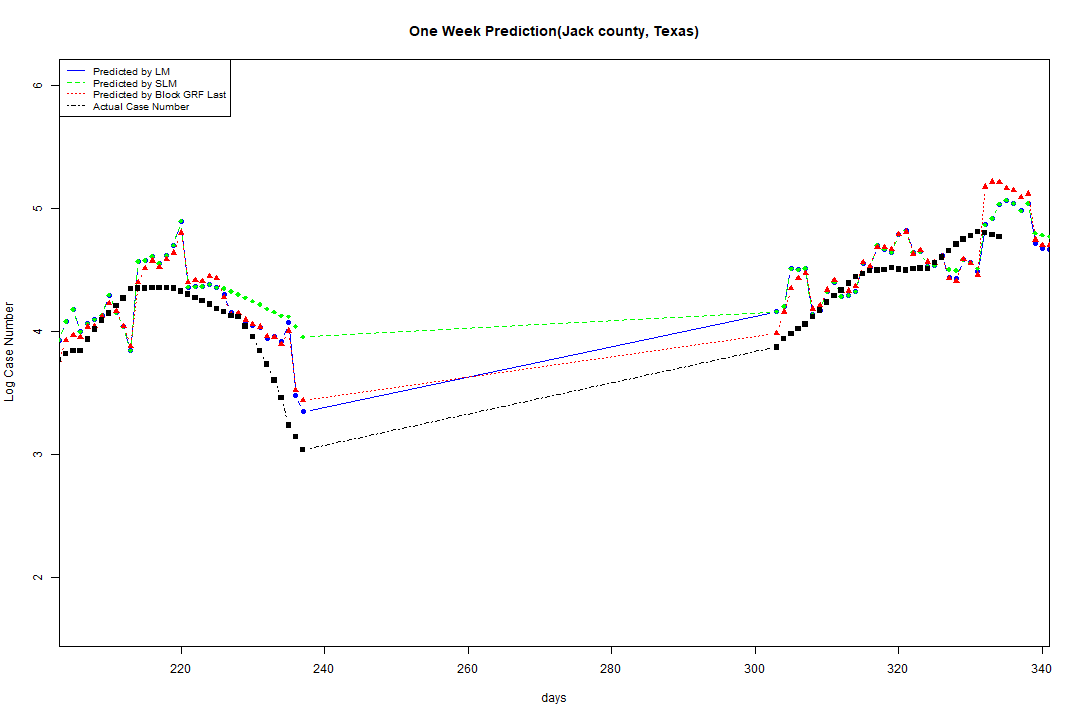 One Week Prediction(Jack county, Texas)
Predicted by LM
Predicted by SLM
Predicted by Block GRF Last
Actual Case Number
6
5
4
3
2
Log Case Number
220 240 260 280 300 320 340
days